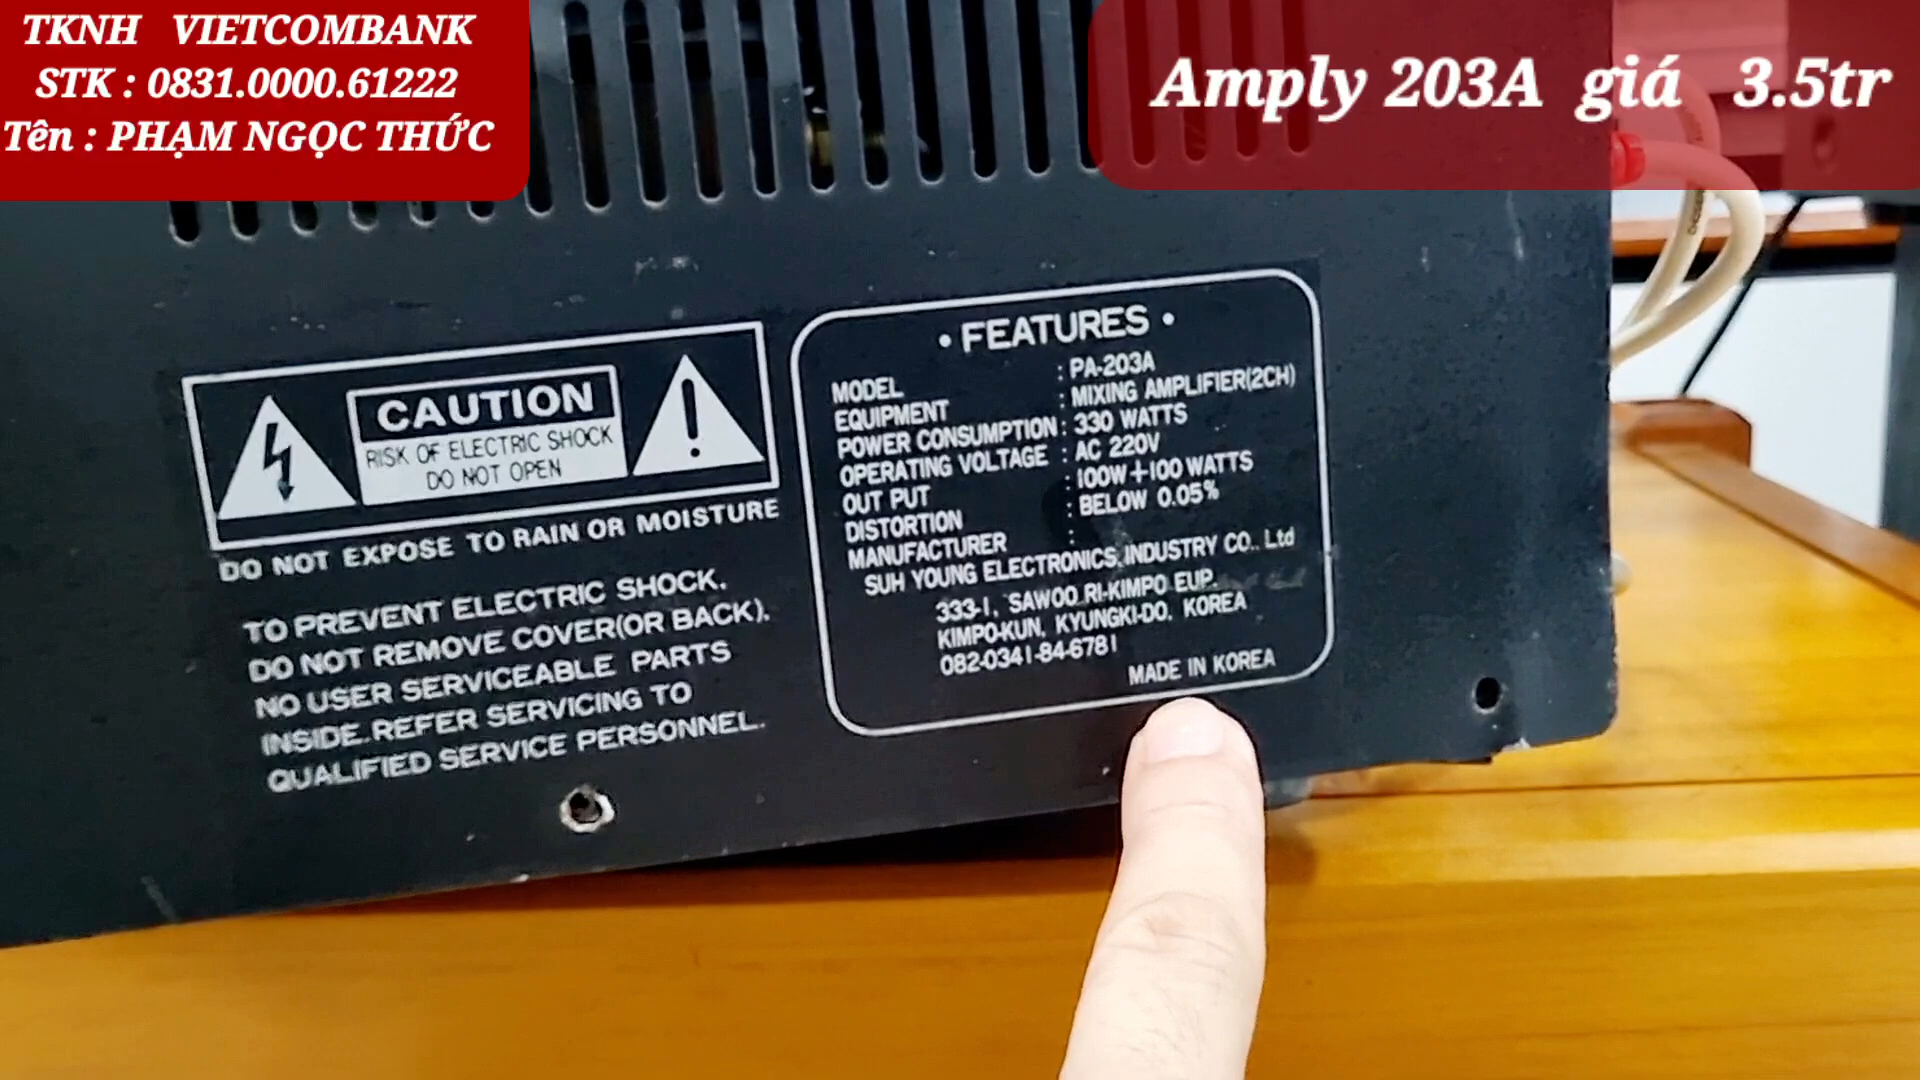 TKNH VIETCOMBANK
STK : 0831.0000.61222
Tên : PHẠM NGỌC THỨC
Amply 203A giá 3.5tr
CAUTION
RISK OF ELECTRIC SHOCK
DO NOT OPEN
DO NOT EXPOSE TO RAIN OR MOISTURE
TO PREVENT ELECTRIC SHOCK.
DO NOT REMOVE COVER(OR BACK).
NO USER SERVICEABLE PARTS
INSIDE.REFER SERVICING TO
QUALIFIED SERVICE PERSONNEL.
• FEATURES •
MODEL : PA-203A
EQUIPMENT : MIXING AMPLIFIER(2CH)
POWER CONSUMPTION : 330 WATTS
OPERATING VOLTAGE : AC 220V
OUT PUT : 100W+100 WATTS
DISTORTION : BELOW 0.05%
MANUFACTURER :
SUH YOUNG ELECTRONICS INDUSTRY CO.. Ltd
333-1, SAWOO RI-KIMPO EUP.
KIMPO-KUN, KYUNGKI-DO, KOREA
082-0341-84-6781
MADE IN KOREA